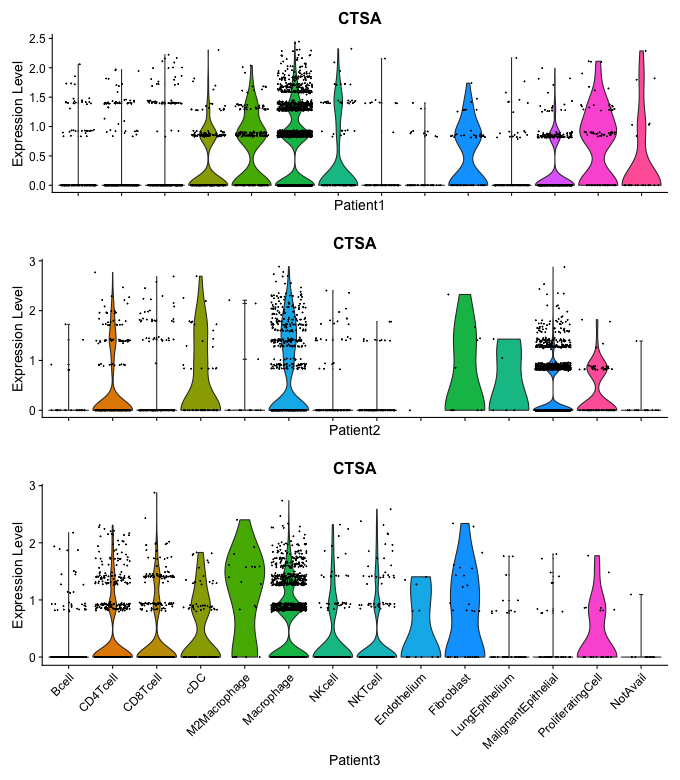 CTSA
Expression Level
2.5
2.0
1.5
1.0
0.5
0.0
Patient1
CTSA
Expression Level
3
2
1
0
Patient2
CTSA
Expression Level
3
2
1
0
Bcell
CD4Tcell
CD8Tcell
cDC
M2Macrophage
Macrophage
NKcell
NKTcell
Endothelium
Fibroblast
LungEpithelium
MalignantEpithelial
ProliferatingCell
NotAvail
Patient3